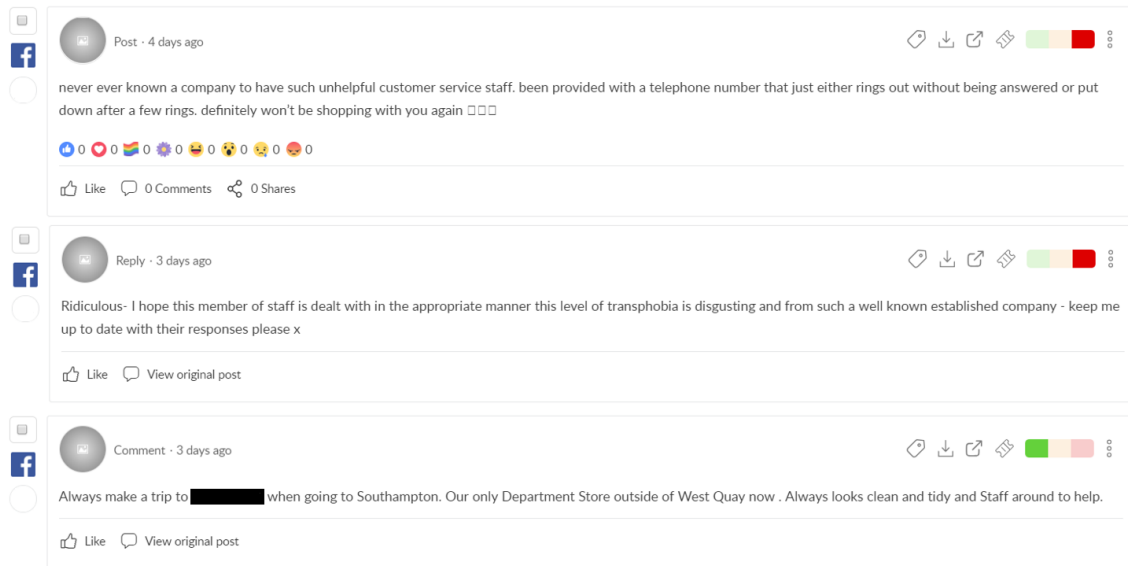 Post · 4 days ago
never ever known a company to have such unhelpful customer service staff. been provided with a telephone number that just either rings out without being answered or put
down after a few rings. definitely won't be shopping with you again □□□
0 0 0 0 0 0 0 0
Like 0 Comments 0 Shares
Reply · 3 days ago
Ridiculous- I hope this member of staff is dealt with in the appropriate manner this level of transphobia is disgusting and from such a well known established company - keep me
up to date with their responses please x
Like View original post
Comment · 3 days ago
Always make a trip to when going to Southampton. Our only Department Store outside of West Quay now . Always looks clean and tidy and Staff around to help.
Like View original post